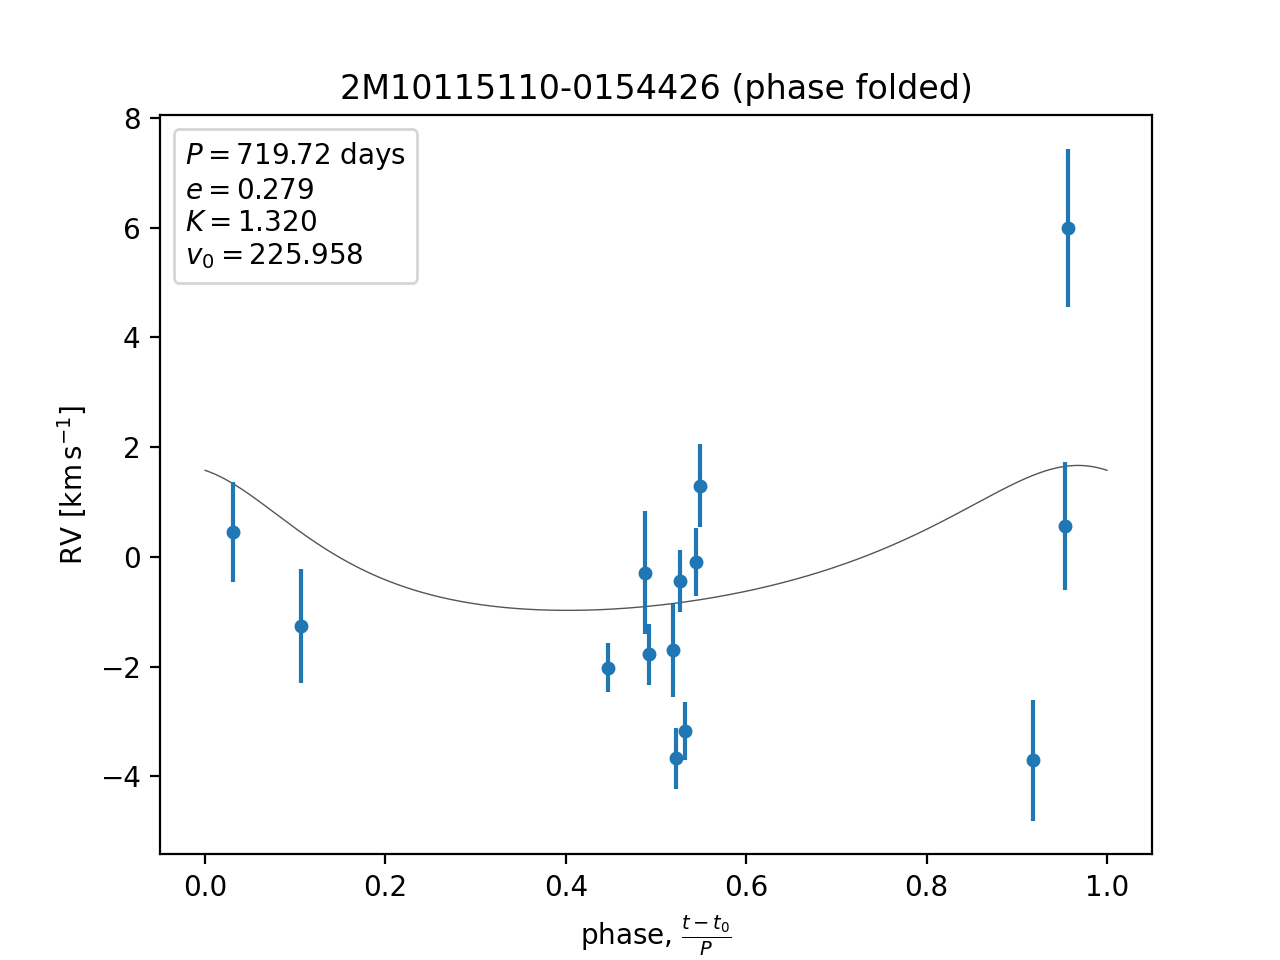 2M10115110-0154426 (phase folded)
P = 719.72 days
e = 0.279
K = 1.320
v₀ = 225.958
8
6
4
2
0
−2
−4
RV [km s⁻¹]
0.0 0.2 0.4 0.6 0.8 1.0
phase, (t − t₀)/P